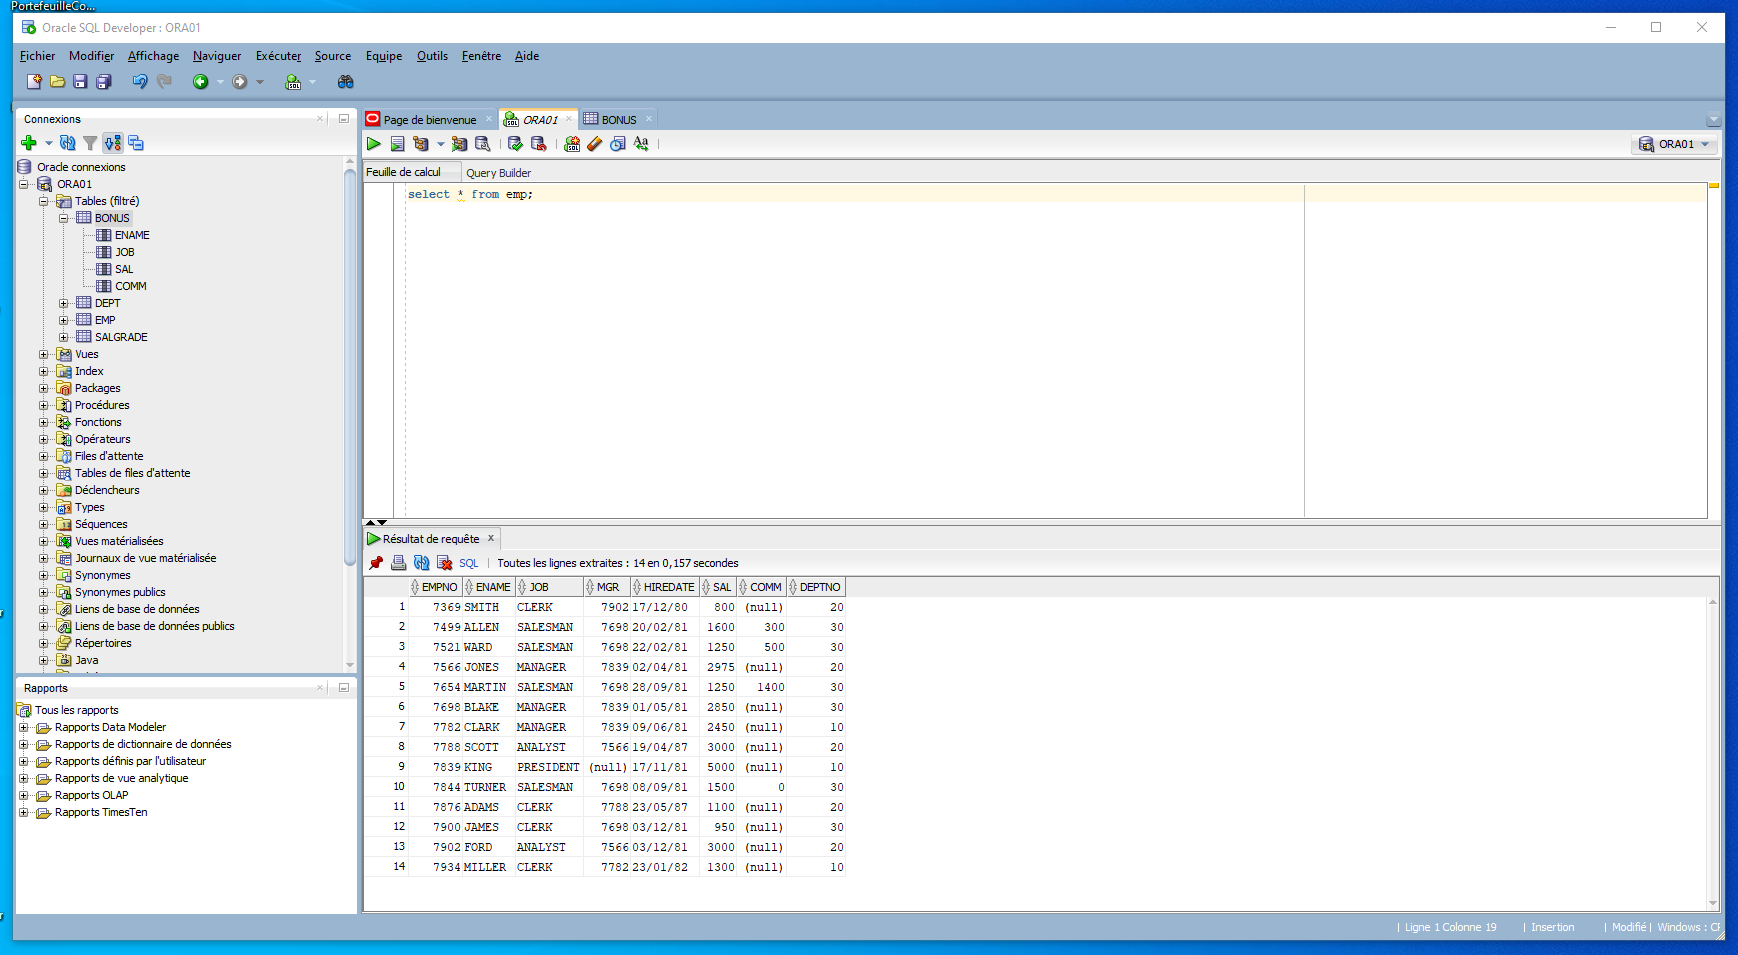 PortefeuilleCo...
Oracle SQL Developer : ORA01
Fichier Modifier Affichage Naviguer Exécuter Source Equipe Outils Fenêtre Aide
Connexions
Oracle connexions
ORA01
Tables (filtré)
BONUS
ENAME
JOB
SAL
COMM
DEPT
EMP
SALGRADE
Vues
Index
Packages
Procédures
Fonctions
Opérateurs
Files d'attente
Tables de files d'attente
Déclencheurs
Types
Séquences
Vues matérialisées
Journaux de vue matérialisée
Synonymes
Synonymes publics
Liens de base de données
Liens de base de données publics
Répertoires
Java
Rapports
Tous les rapports
Rapports Data Modeler
Rapports de dictionnaire de données
Rapports définis par l'utilisateur
Rapports de vue analytique
Rapports OLAP
Rapports TimesTen
Page de bienvenue ORA01 BONUS
ORA01
Feuille de calcul Query Builder
select * from emp;
Résultat de requête x
SQL | Toutes les lignes extraites : 14 en 0,157 secondes
EMPNO ENAME JOB MGR HIREDATE SAL COMM DEPTNO
1 7369 SMITH CLERK 7902 17/12/80 800 (null) 20
2 7499 ALLEN SALESMAN 7698 20/02/81 1600 300 30
3 7521 WARD SALESMAN 7698 22/02/81 1250 500 30
4 7566 JONES MANAGER 7839 02/04/81 2975 (null) 20
5 7654 MARTIN SALESMAN 7698 28/09/81 1250 1400 30
6 7698 BLAKE MANAGER 7839 01/05/81 2850 (null) 30
7 7782 CLARK MANAGER 7839 09/06/81 2450 (null) 10
8 7788 SCOTT ANALYST 7566 19/04/87 3000 (null) 20
9 7839 KING PRESIDENT (null) 17/11/81 5000 (null) 10
10 7844 TURNER SALESMAN 7698 08/09/81 1500 0 30
11 7876 ADAMS CLERK 7788 23/05/87 1100 (null) 20
12 7900 JAMES CLERK 7698 03/12/81 950 (null) 30
13 7902 FORD ANALYST 7566 03/12/81 3000 (null) 20
14 7934 MILLER CLERK 7782 23/01/82 1300 (null) 10
| Ligne 1 Colonne 19 | Insertion | Modifié | Windows : CR